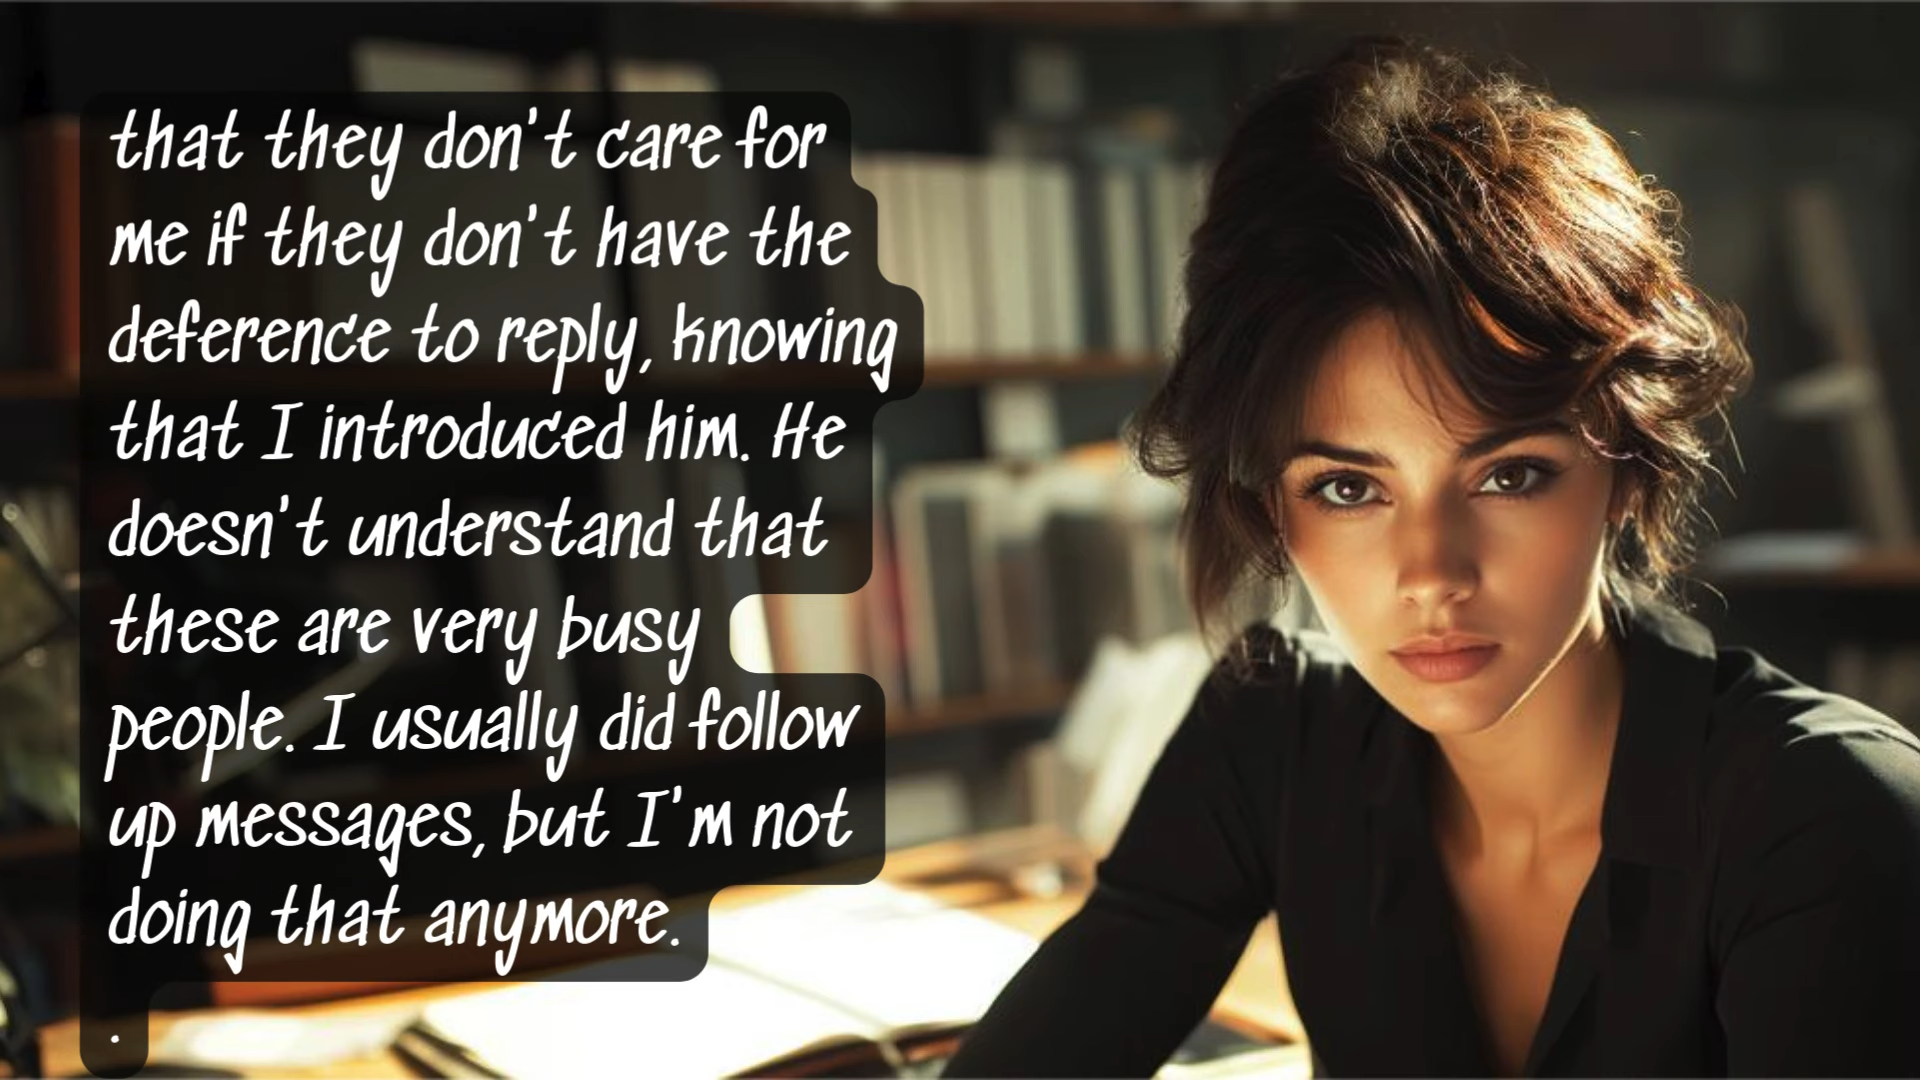 that they don't care for
me if they don't have the
deference to reply, knowing
that I introduced him. He
doesn't understand that
these are very busy
people. I usually did follow
up messages, but I'm not
doing that anymore.
.